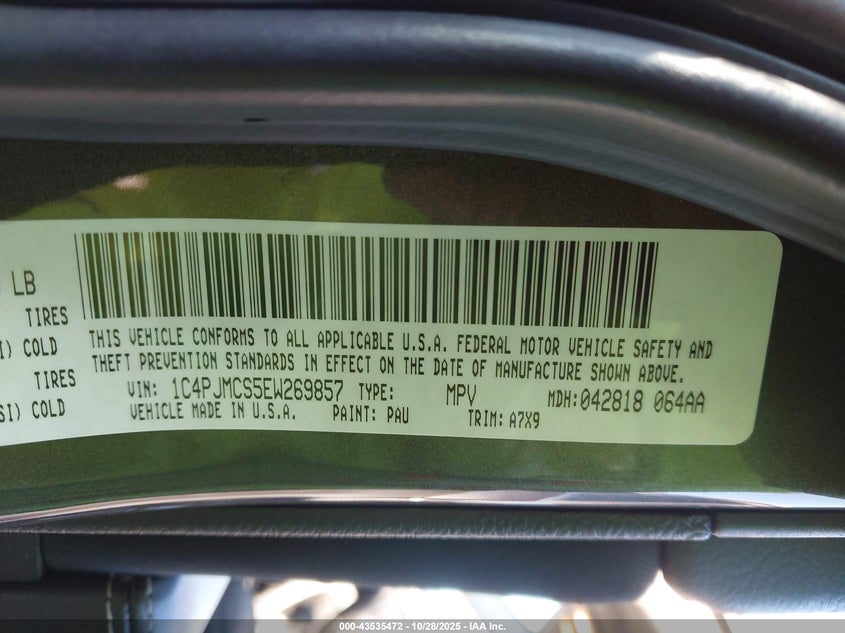 LB
TIRES
I) COLD
TIRES
SI) COLD
THIS VEHICLE CONFORMS TO ALL APPLICABLE U.S.A. FEDERAL MOTOR VEHICLE SAFETY AND
THEFT PREVENTION STANDARDS IN EFFECT ON THE DATE OF MANUFACTURE SHOWN ABOVE.
VIN: 1C4PJMCS5EW269857 TYPE: MPV MDH:042818 064AA
VEHICLE MADE IN U.S.A. PAINT: PAU TRIM: A7X9
000-43535472 | 10/28/2025 | IAA Inc.